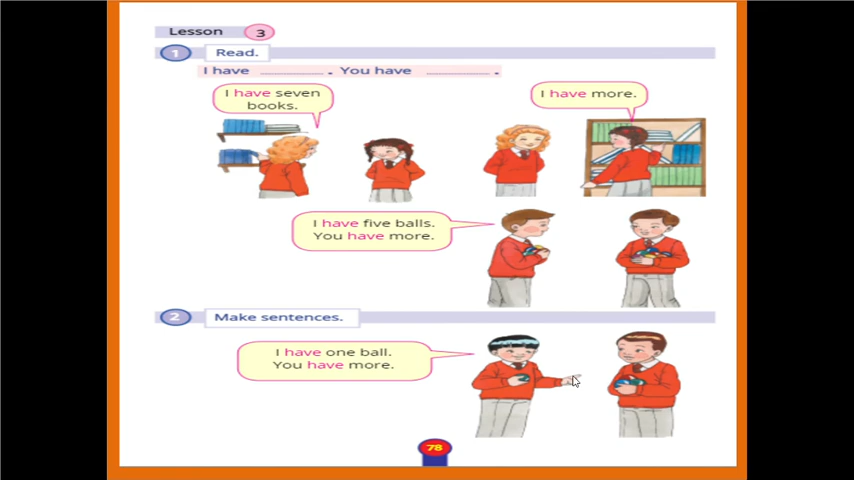 Lesson 3
1 Read.
I have ________ . You have ________ .
I have seven
books.
I have more.
I have five balls.
You have more.
2 Make sentences.
I have one ball.
You have more.
78